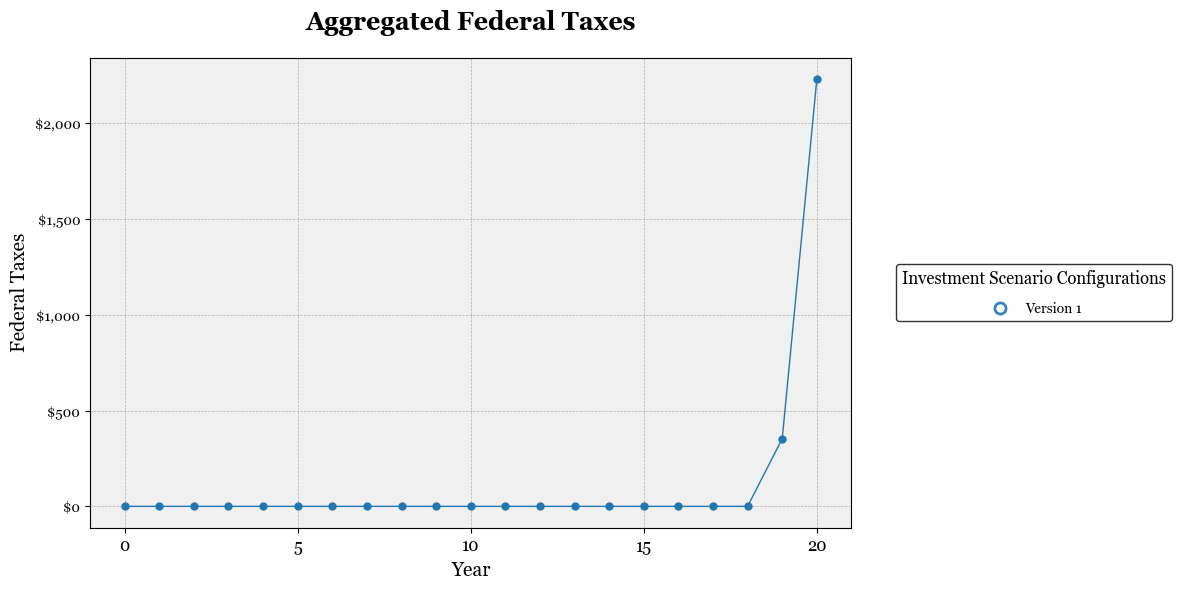 Aggregated Federal Taxes
Federal Taxes
$2,000
$1,500
$1,000
$500
$0
0 5 10 15 20
Year
Investment Scenario Configurations
Version 1